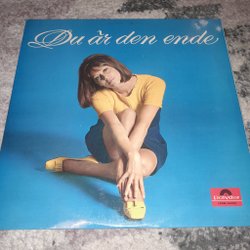 Du är den ende
Polydor